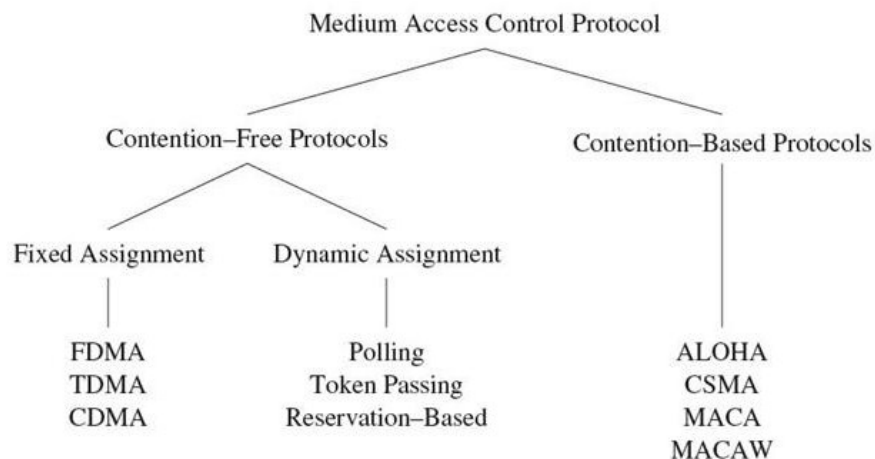 Medium Access Control Protocol
Contention–Free Protocols
Contention–Based Protocols
Fixed Assignment
Dynamic Assignment
FDMA
TDMA
CDMA
Polling
Token Passing
Reservation–Based
ALOHA
CSMA
MACA
MACAW